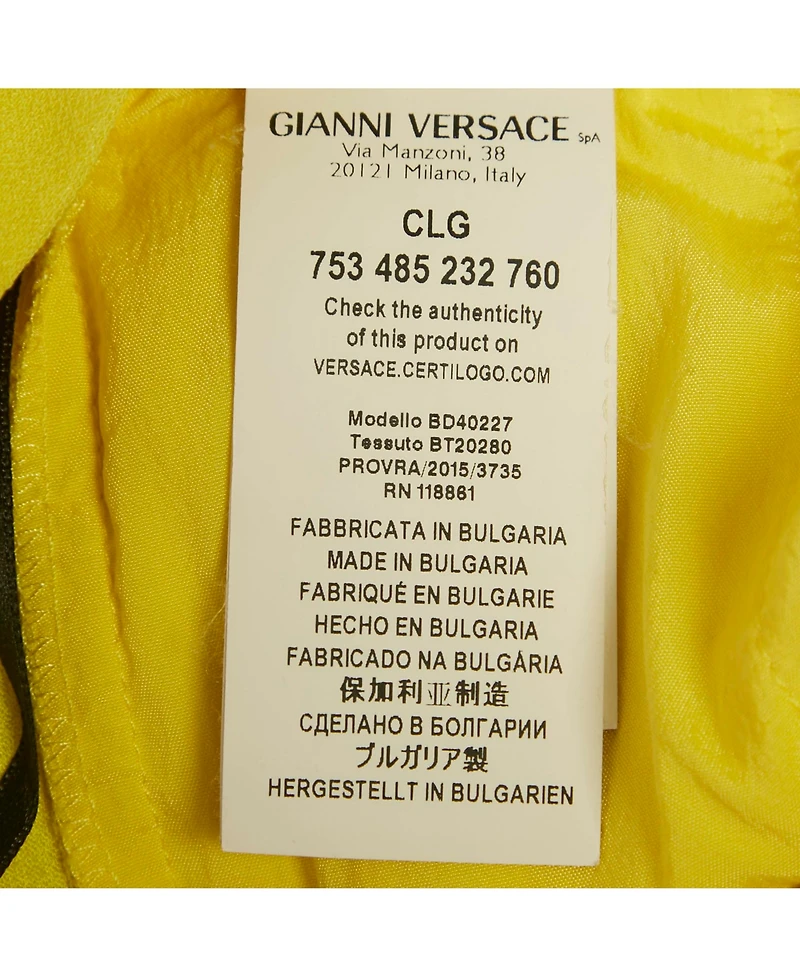 GIANNI VERSACE SpA
Via Manzoni, 38
20121 Milano, Italy
CLG
753 485 232 760
Check the authenticity
of this product on
VERSACE.CERTILOGO.COM
Modello BD40227
Tessuto BT20280
PROVRA/2015/3735
RN 118861
FABBRICATA IN BULGARIA
MADE IN BULGARIA
FABRIQUÉ EN BULGARIE
HECHO EN BULGARIA
FABRICADO NA BULGÁRIA
保加利亚制造
СДЕЛАНО В БОЛГАРИИ
ブルガリア製
HERGESTELLT IN BULGARIEN